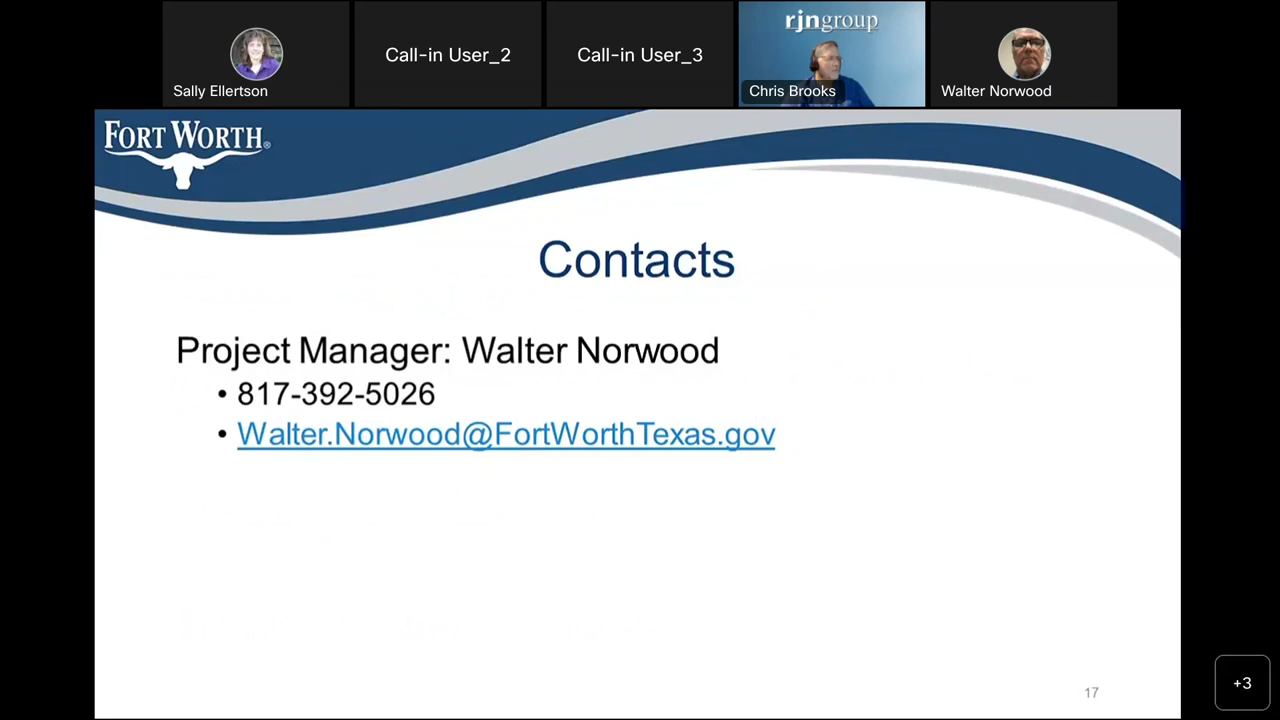 rjngroup
Call-in User_2
Call-in User_3
Sally Ellertson
Chris Brooks
Walter Norwood
FORT WORTH®
Contacts
Project Manager: Walter Norwood
• 817-392-5026
• Walter.Norwood@FortWorthTexas.gov
17
+3